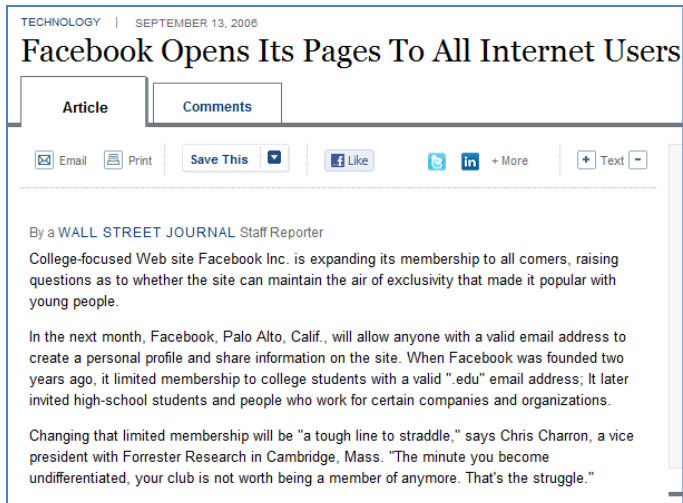 TECHNOLOGY | SEPTEMBER 13, 2006
Facebook Opens Its Pages To All Internet Users
Article Comments
Email Print Save This Like in + More + Text -
By a WALL STREET JOURNAL Staff Reporter
College-focused Web site Facebook Inc. is expanding its membership to all comers, raising
questions as to whether the site can maintain the air of exclusivity that made it popular with
young people.
In the next month, Facebook, Palo Alto, Calif., will allow anyone with a valid email address to
create a personal profile and share information on the site. When Facebook was founded two
years ago, it limited membership to college students with a valid ".edu" email address; It later
invited high-school students and people who work for certain companies and organizations.
Changing that limited membership will be "a tough line to straddle," says Chris Charron, a vice
president with Forrester Research in Cambridge, Mass. "The minute you become
undifferentiated, your club is not worth being a member of anymore. That's the struggle."